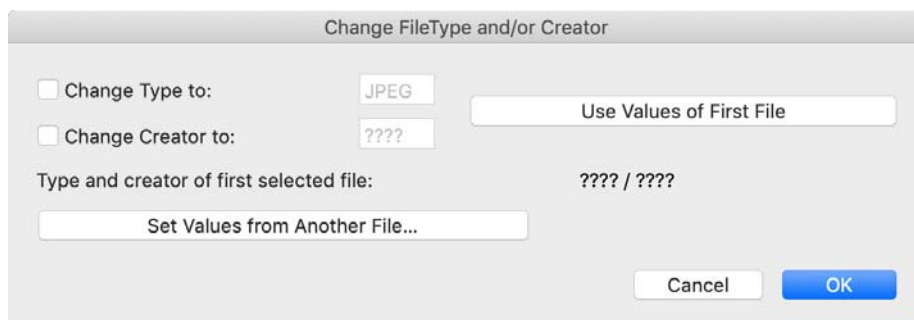 Change FileType and/or Creator
Change Type to:
JPEG
Use Values of First File
Change Creator to:
????
Type and creator of first selected file:
???? / ????
Set Values from Another File...
Cancel
OK